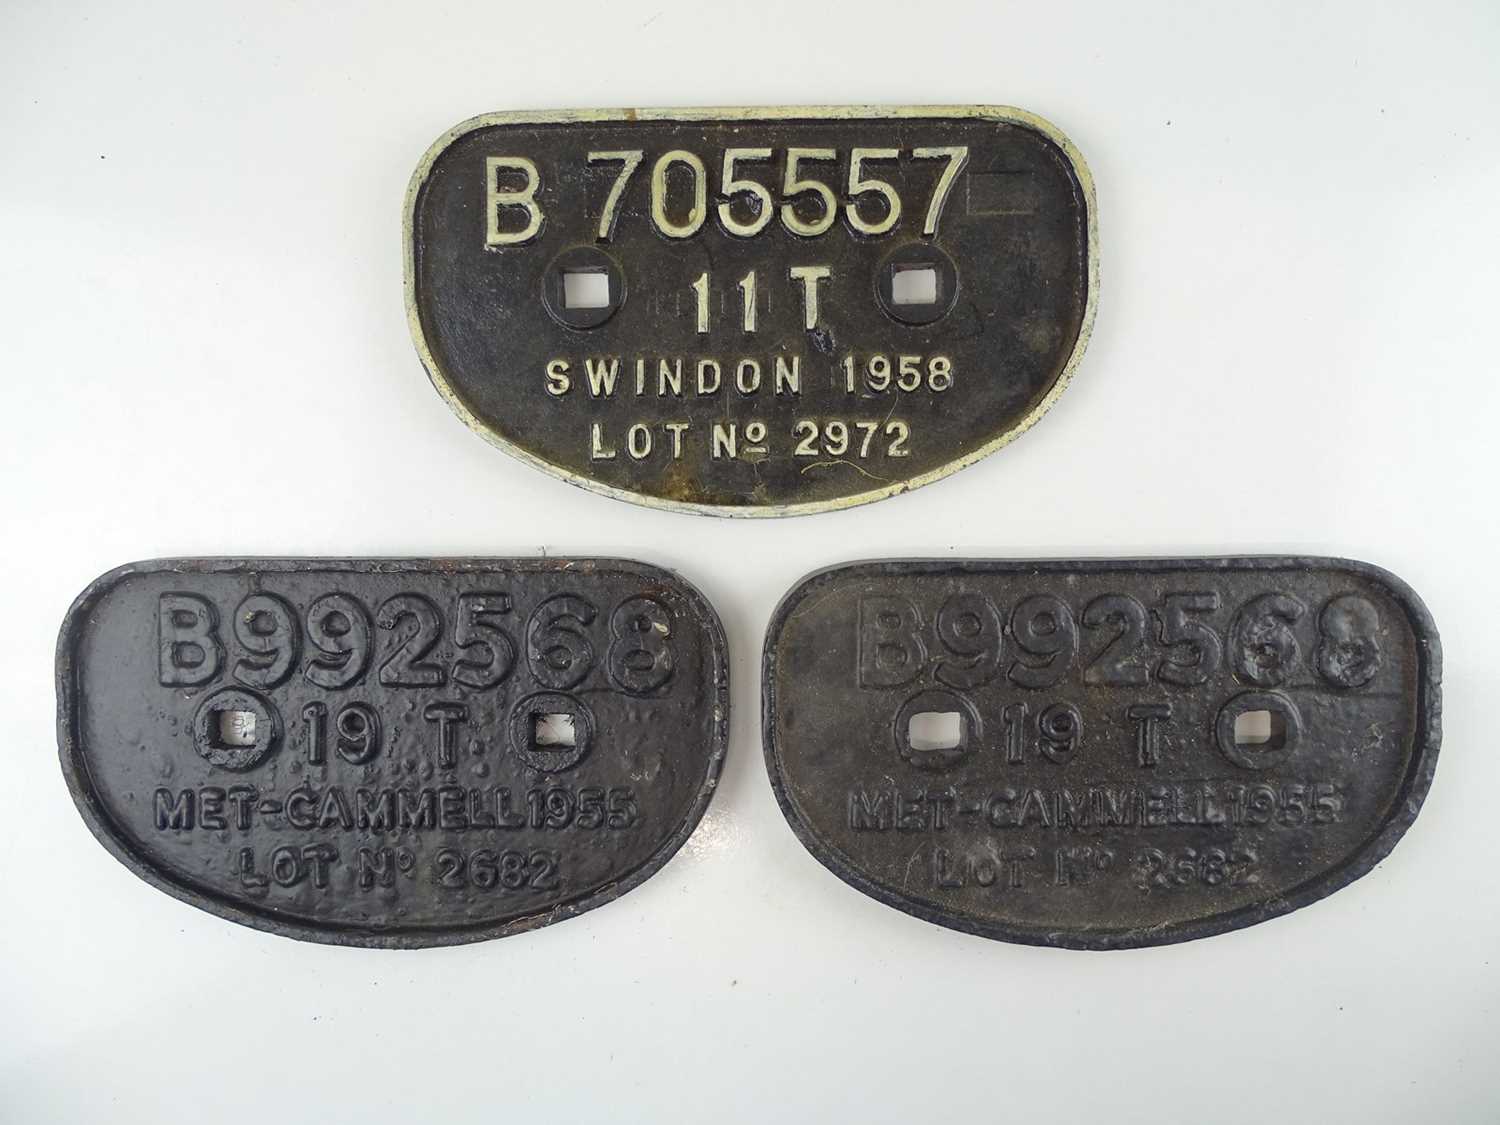 B 705557
11 T
SWINDON 1958
LOT Nº 2972
B992568
19 T
MET-CAMMELL 1955
LOT Nº 2682
B992568
19 T
MET-CAMMELL 1955
LOT Nº 2682